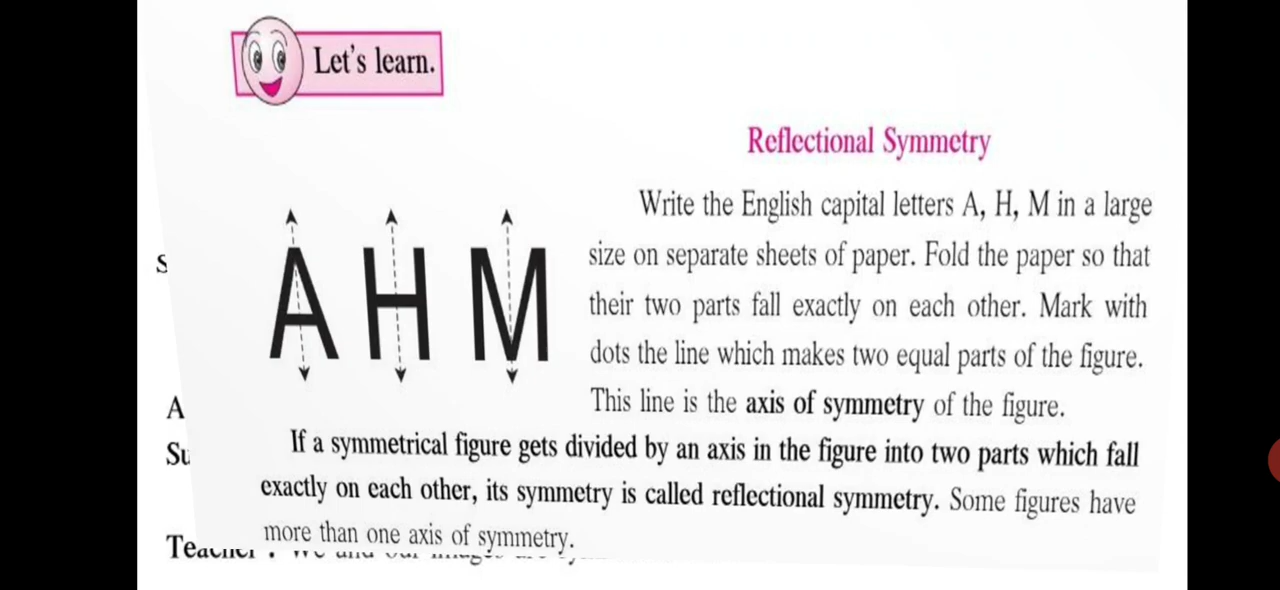 Let's learn.
Reflectional Symmetry
Write the English capital letters A, H, M in a large
size on separate sheets of paper. Fold the paper so that
their two parts fall exactly on each other. Mark with
dots the line which makes two equal parts of the figure.
This line is the axis of symmetry of the figure.
A H M
If a symmetrical figure gets divided by an axis in the figure into two parts which fall
exactly on each other, its symmetry is called reflectional symmetry. Some figures have
more than one axis of symmetry.
S
A
Su